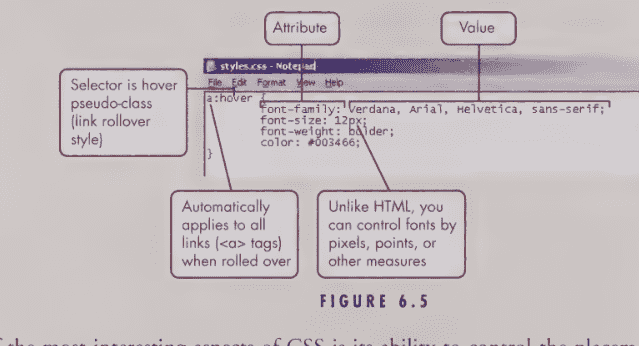 Attribute
Value
styles.css - Notepad
File Edit Format View Help
Selector is hover
pseudo-class
(link rollover
style)
a:hover {
font-family: Verdana, Arial, Helvetica, sans-serif;
font-size: 12px;
font-weight: bolder;
color: #003466;
}
Automatically
applies to all
links (<a> tags)
when rolled over
Unlike HTML, you
can control fonts by
pixels, points, or
other measures
FIGURE 6.5
the most interesting aspects of CSS is its ability to control the